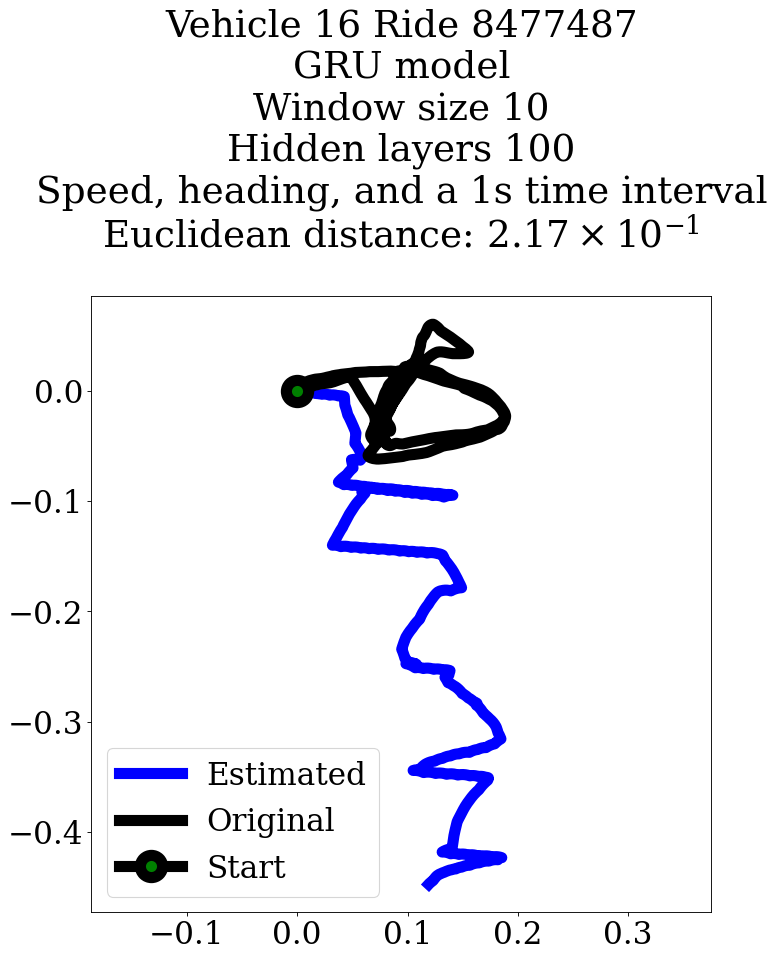 Vehicle 16 Ride 8477487
GRU model
Window size 10
Hidden layers 100
Speed, heading, and a 1s time interval
Euclidean distance: 2.17 × 10⁻¹
0.0
−0.1
−0.2
−0.3
−0.4
Estimated
Original
Start
−0.1 0.0 0.1 0.2 0.3